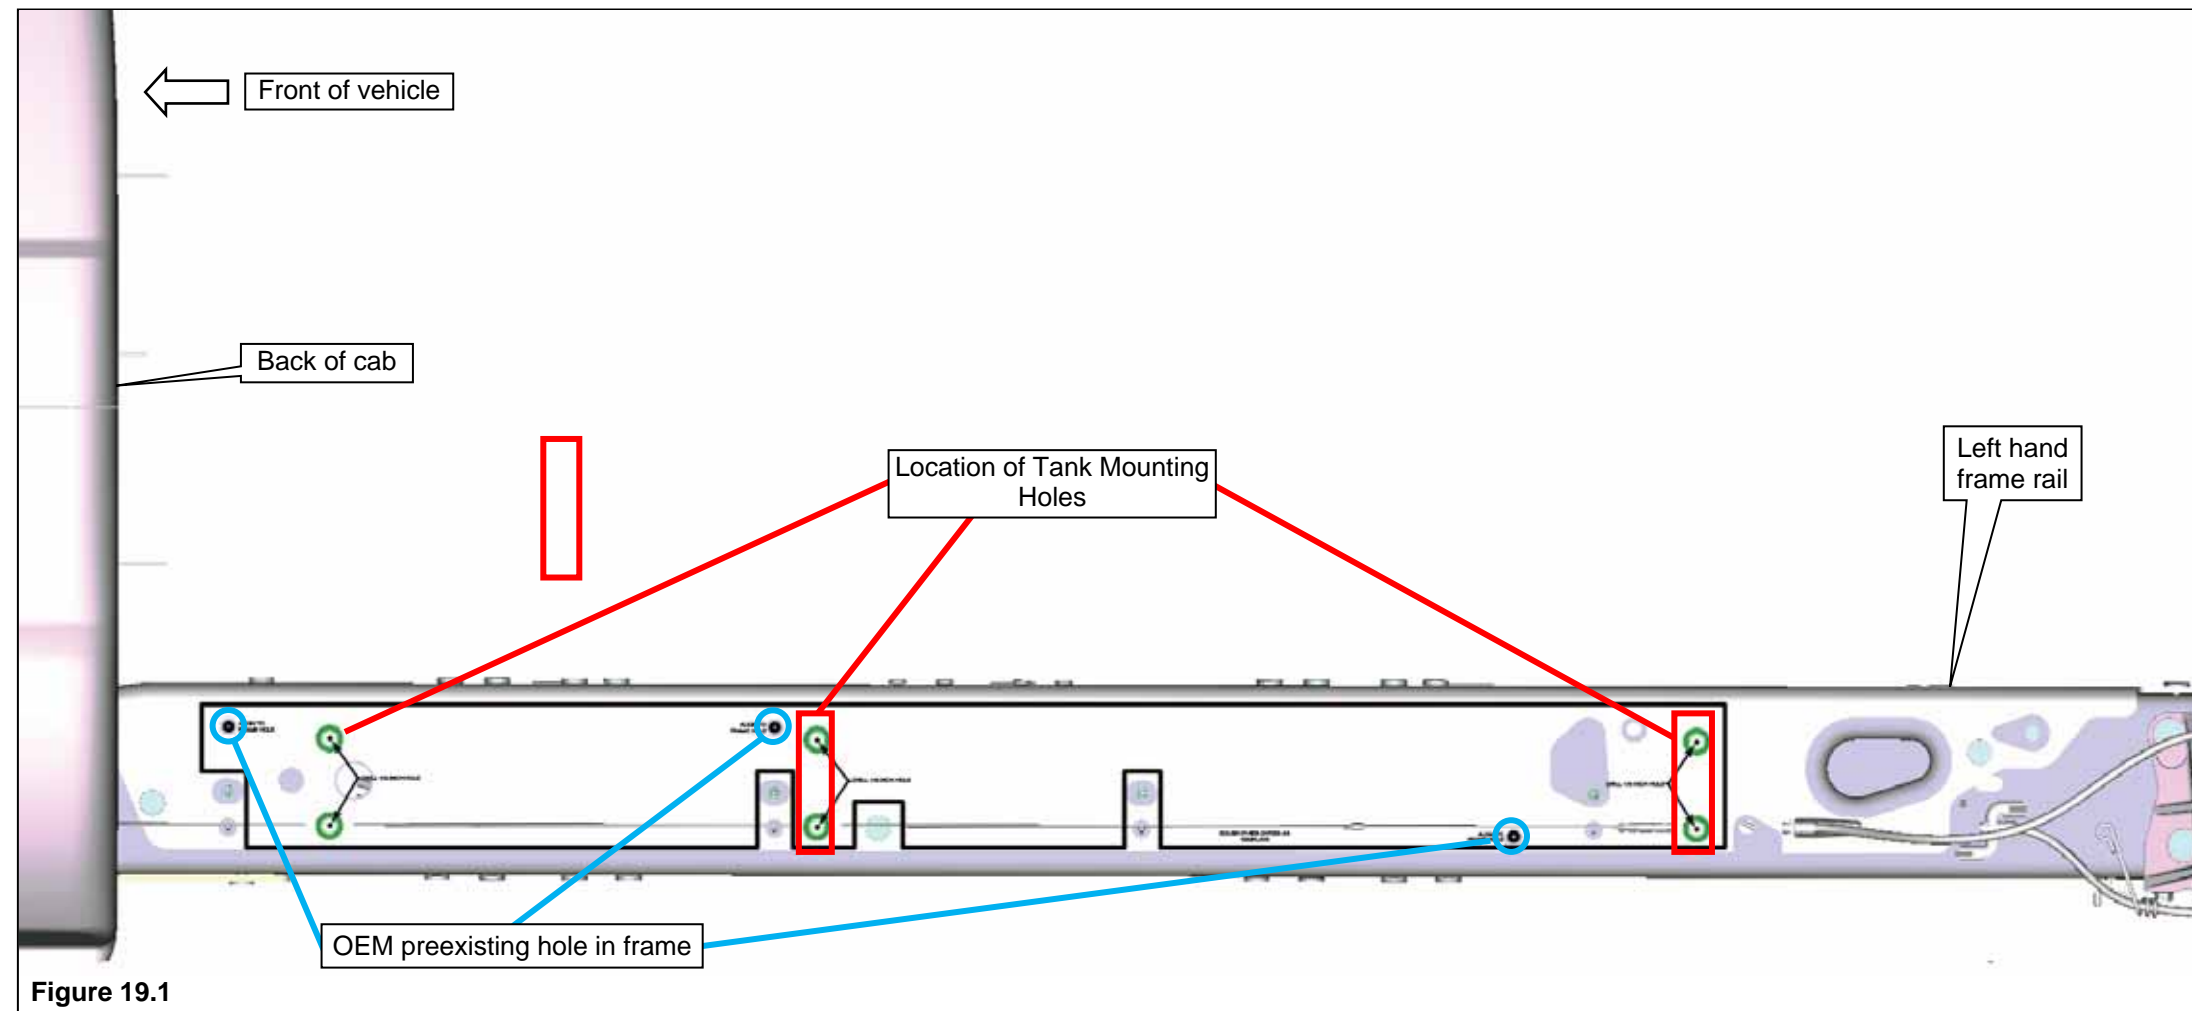 Front of vehicle
Back of cab
Location of Tank Mounting
Holes
Left hand
frame rail
OEM preexisting hole in frame
Figure 19.1